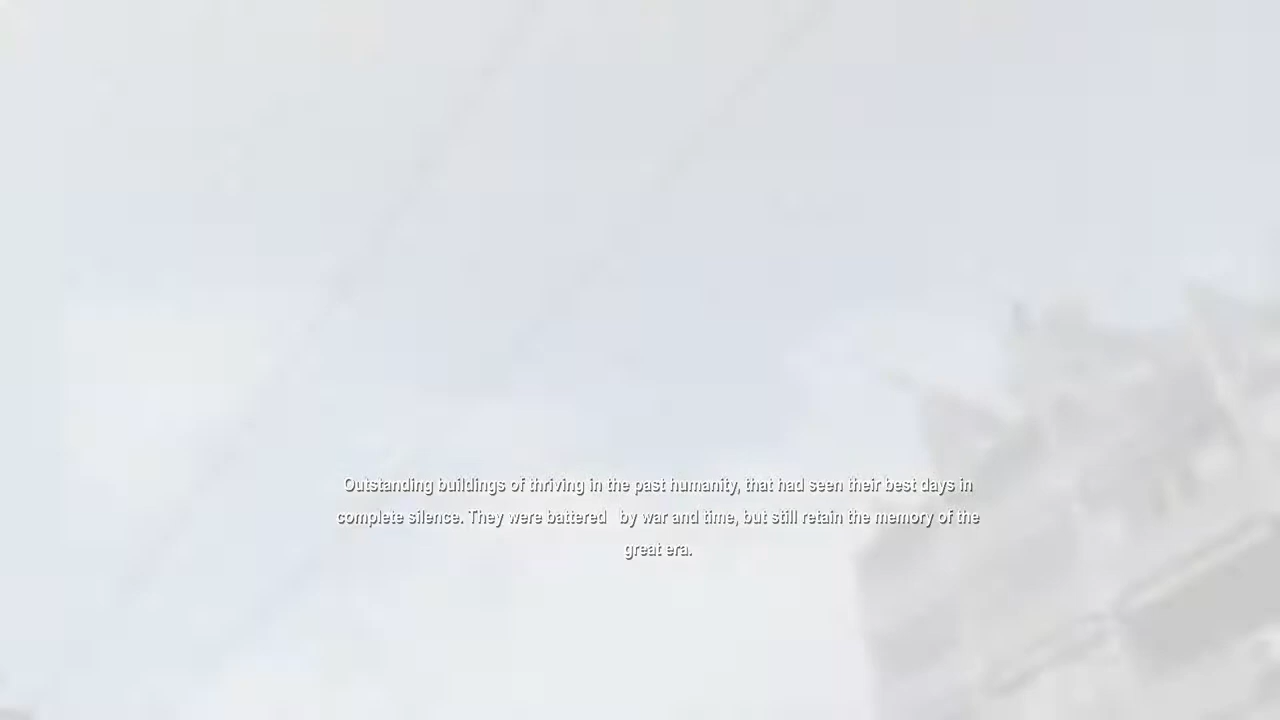 Outstanding buildings of thriving in the past humanity, that had seen their best days in
complete silence. They were battered   by war and time, but still retain the memory of the
great era.